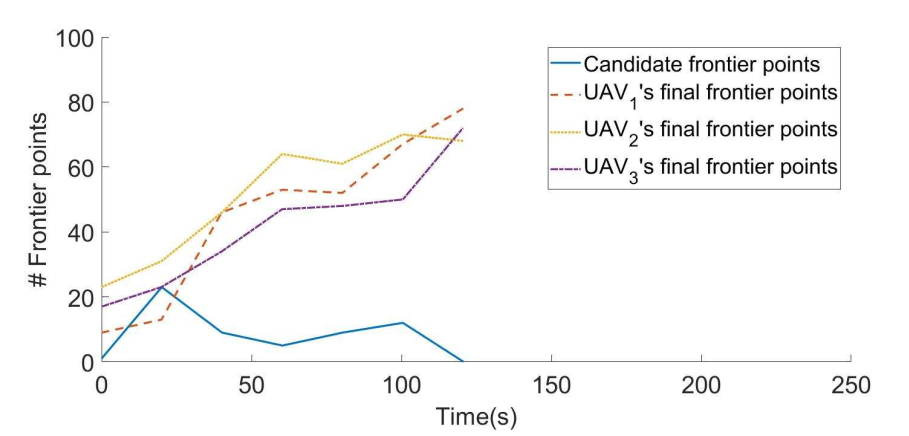 100
80
60
40
20
0
# Frontier points
0 50 100 150 200 250
Time(s)
Candidate frontier points
UAV₁'s final frontier points
UAV₂'s final frontier points
UAV₃'s final frontier points